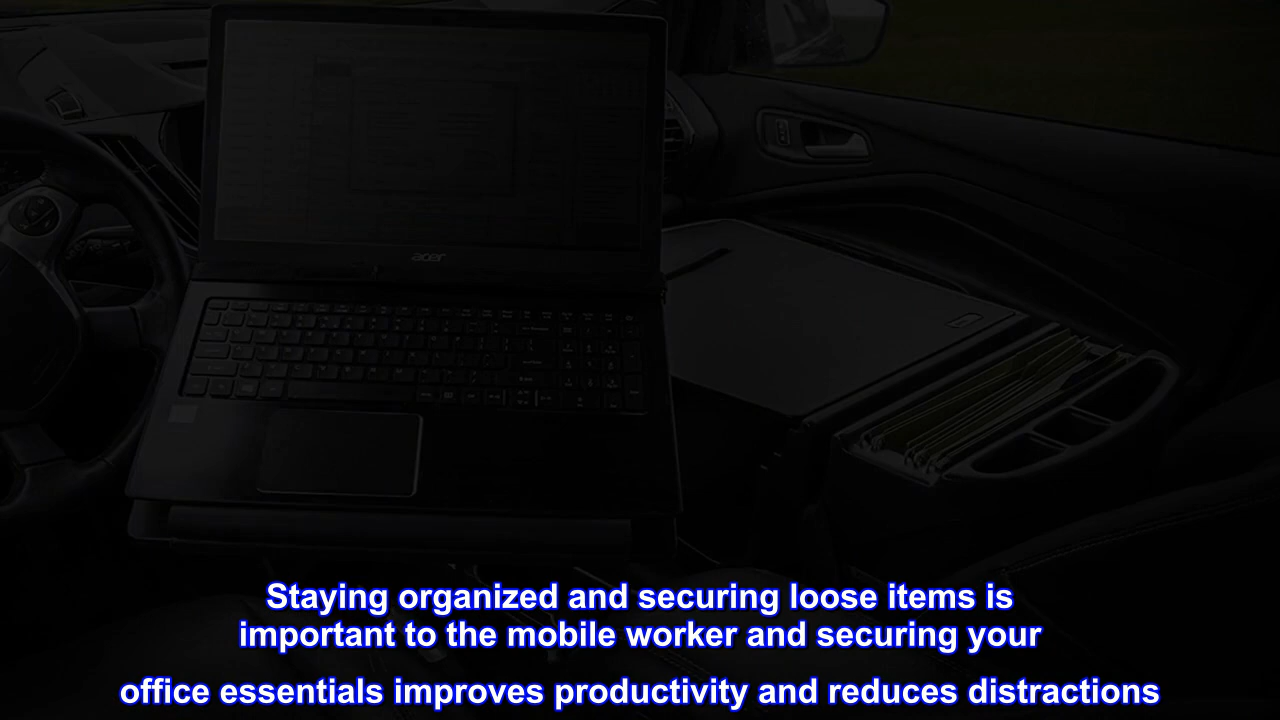 acer
Staying organized and securing loose items is
important to the mobile worker and securing your
office essentials improves productivity and reduces distractions